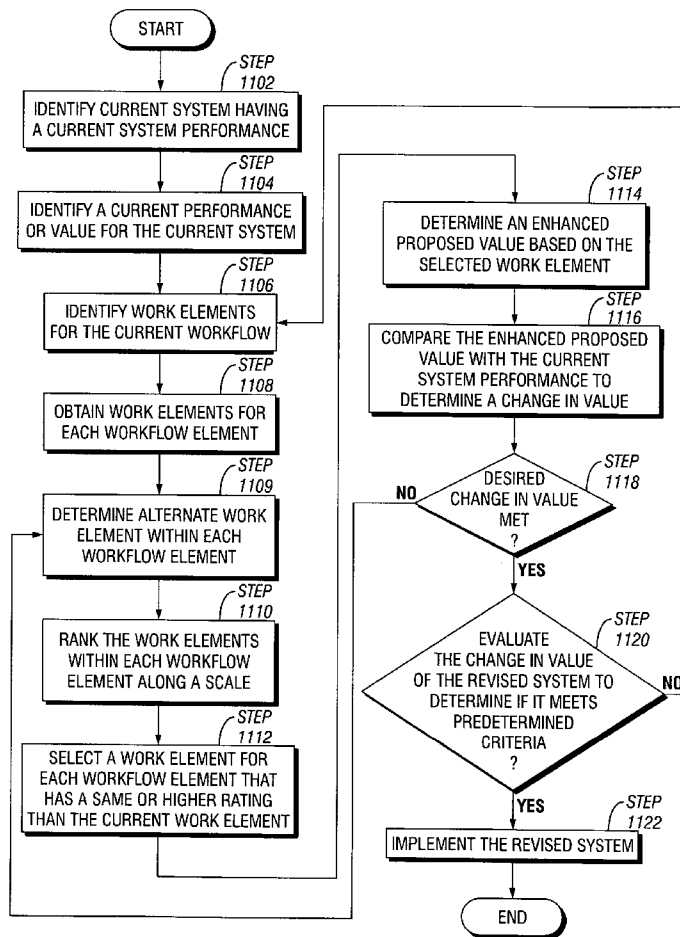 START
STEP
1102
IDENTIFY CURRENT SYSTEM HAVING
A CURRENT SYSTEM PERFORMANCE
STEP
1104
IDENTIFY A CURRENT PERFORMANCE
OR VALUE FOR THE CURRENT SYSTEM
STEP
1106
IDENTIFY WORK ELEMENTS
FOR THE CURRENT WORKFLOW
STEP
1108
OBTAIN WORK ELEMENTS FOR
EACH WORKFLOW ELEMENT
STEP
1109
DETERMINE ALTERNATE WORK
ELEMENT WITHIN EACH
WORKFLOW ELEMENT
STEP
1110
RANK THE WORK ELEMENTS
WITHIN EACH WORKFLOW
ELEMENT ALONG A SCALE
STEP
1112
SELECT A WORK ELEMENT FOR
EACH WORKFLOW ELEMENT THAT
HAS A SAME OR HIGHER RATING
THAN THE CURRENT WORK ELEMENT
STEP
1114
DETERMINE AN ENHANCED
PROPOSED VALUE BASED ON THE
SELECTED WORK ELEMENT
STEP
1116
COMPARE THE ENHANCED PROPOSED
VALUE WITH THE CURRENT
SYSTEM PERFORMANCE TO
DETERMINE A CHANGE IN VALUE
STEP
1118
NO
DESIRED
CHANGE IN VALUE
MET
?
YES
STEP
1120
EVALUATE
THE CHANGE IN VALUE
OF THE REVISED SYSTEM TO
DETERMINE IF IT MEETS
PREDETERMINED
CRITERIA
?
NO
YES
STEP
1122
IMPLEMENT THE REVISED SYSTEM
END